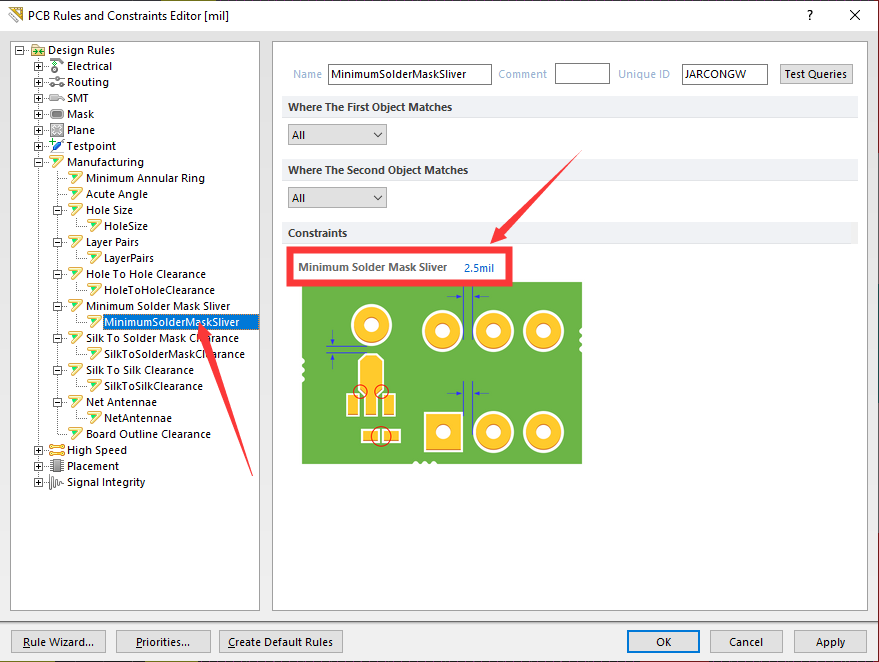 PCB Rules and Constraints Editor [mil]
?
Design Rules
Electrical
Routing
SMT
Mask
Plane
Testpoint
Manufacturing
Minimum Annular Ring
Acute Angle
Hole Size
HoleSize
Layer Pairs
LayerPairs
Hole To Hole Clearance
HoleToHoleClearance
Minimum Solder Mask Sliver
MinimumSolderMaskSliver
Silk To Solder Mask Clearance
SilkToSolderMaskClearance
Silk To Silk Clearance
SilkToSilkClearance
Net Antennae
NetAntennae
Board Outline Clearance
High Speed
Placement
Signal Integrity
Name MinimumSolderMaskSliver Comment Unique ID JARCONGW Test Queries
Where The First Object Matches
All
Where The Second Object Matches
All
Constraints
Minimum Solder Mask Sliver 2.5mil
Rule Wizard... Priorities... Create Default Rules OK Cancel Apply